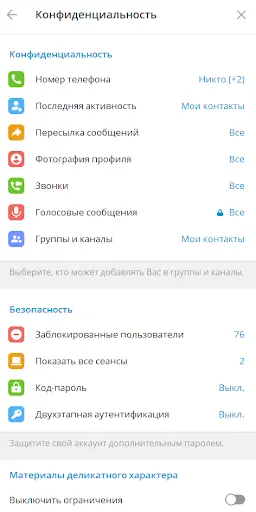 Конфиденциальность
Конфиденциальность
Номер телефона Никто (+2)
Последняя активность Мои контакты
Пересылка сообщений Все
Фотография профиля Все
Звонки Все
Голосовые сообщения Все
Группы и каналы Мои контакты
Выберите, кто может добавлять Вас в группы и каналы.
Безопасность
Заблокированные пользователи 76
Показать все сеансы 2
Код-пароль Выкл.
Двухэтапная аутентификация Выкл.
Защитите свой аккаунт дополнительным паролем.
Материалы деликатного характера
Выключить ограничения